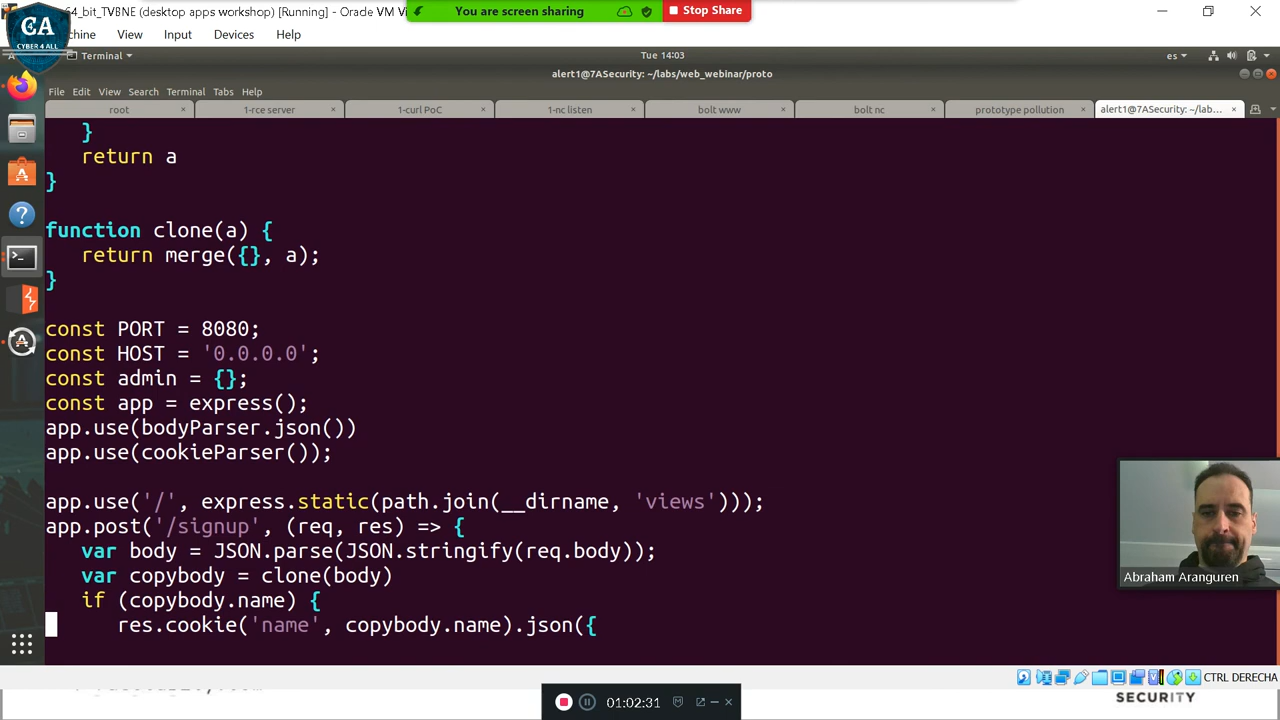 64_bit_TVBNE (desktop apps workshop) [Running] - Oracle VM Vi
You are screen sharing
Stop Share
CA
CYBER 4 ALL
chine View Input Devices Help
Terminal
Tue 14:03
es
alert1@7ASecurity: ~/labs/web_webinar/proto
File Edit View Search Terminal Tabs Help
root
1-rce server
1-curl PoC
1-nc listen
bolt www
bolt nc
prototype pollution
alert1@7ASecurity: ~/lab...
}
return a
}
function clone(a) {
return merge({}, a);
}
const PORT = 8080;
const HOST = '0.0.0.0';
const admin = {};
const app = express();
app.use(bodyParser.json())
app.use(cookieParser());
app.use('/', express.static(path.join(__dirname, 'views')));
app.post('/signup', (req, res) => {
var body = JSON.parse(JSON.stringify(req.body));
var copybody = clone(body)
if (copybody.name) {
res.cookie('name', copybody.name).json({
Abraham Aranguren
CTRL DERECHA
01:02:31
SECURITY